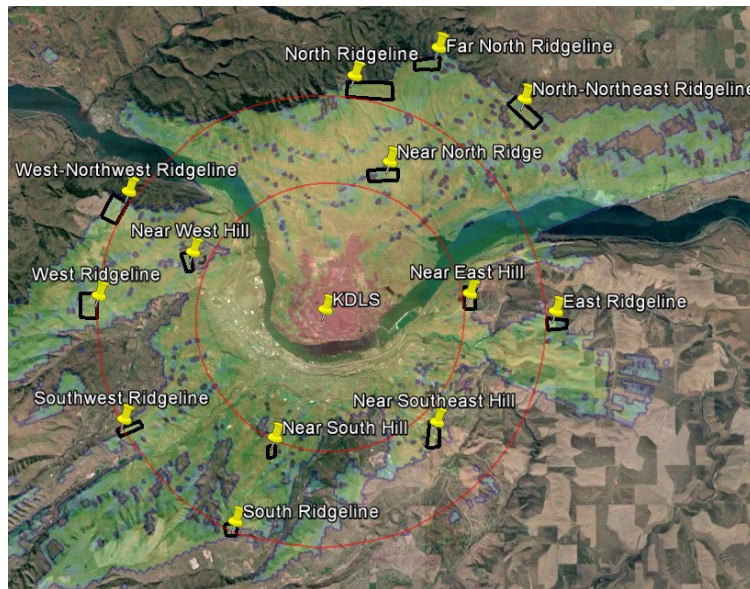 Far North Ridgeline
North Ridgeline
North-Northeast Ridgeline
Near North Ridge
West-Northwest Ridgeline
Near West Hill
West Ridgeline
KDLS
Near East Hill
East Ridgeline
Southwest Ridgeline
Near Southeast Hill
Near South Hill
South Ridgeline